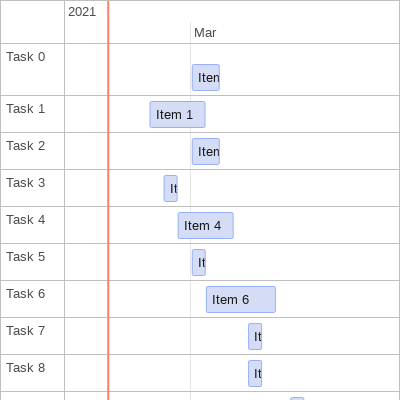 2021
Mar
Task 0
Iten
Task 1
Item 1
Task 2
Iten
Task 3
It
Task 4
Item 4
Task 5
It
Task 6
Item 6
Task 7
It
Task 8
It